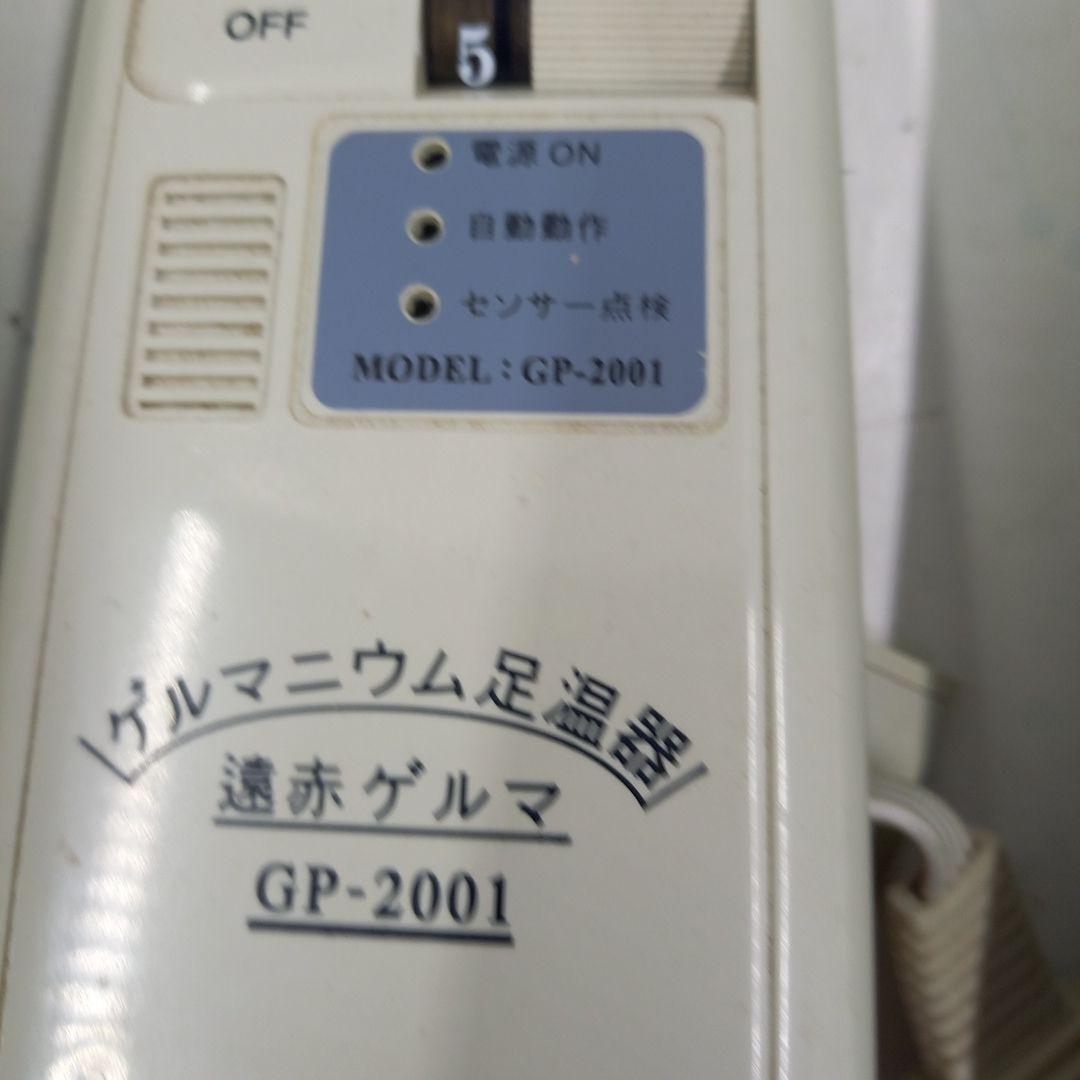 OFF
5
電源 ON
自動動作
センサー点検
MODEL：GP-2001
ゲルマニウム足温器
遠赤ゲルマ
GP-2001